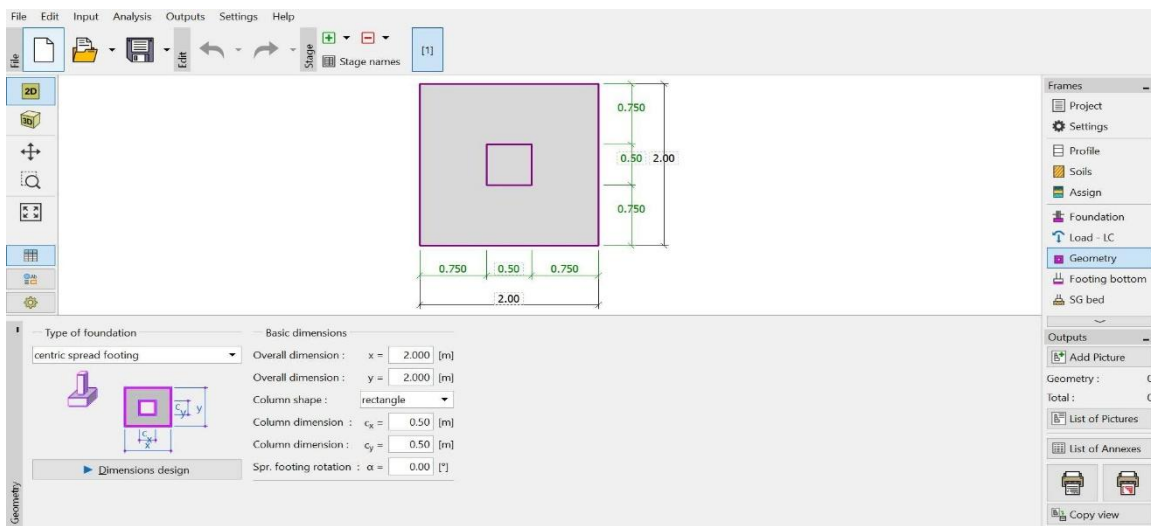 File Edit Input Analysis Outputs Settings Help
File
Edit
Stage
Stage names
[1]
2D
3D
0.750
0.50 2.00
0.750
0.750 0.50 0.750
2.00
Frames
Project
Settings
Profile
Soils
Assign
Foundation
Load - LC
Geometry
Footing bottom
SG bed
Outputs
Add Picture
Geometry : 0
Total : 0
List of Pictures
List of Annexes
Copy view
Geometry
Type of foundation
centric spread footing
c y y
c x
x
Dimensions design
Basic dimensions
Overall dimension : x = 2.000 [m]
Overall dimension : y = 2.000 [m]
Column shape : rectangle
Column dimension : cx = 0.50 [m]
Column dimension : cy = 0.50 [m]
Spr. footing rotation : α = 0.00 [°]